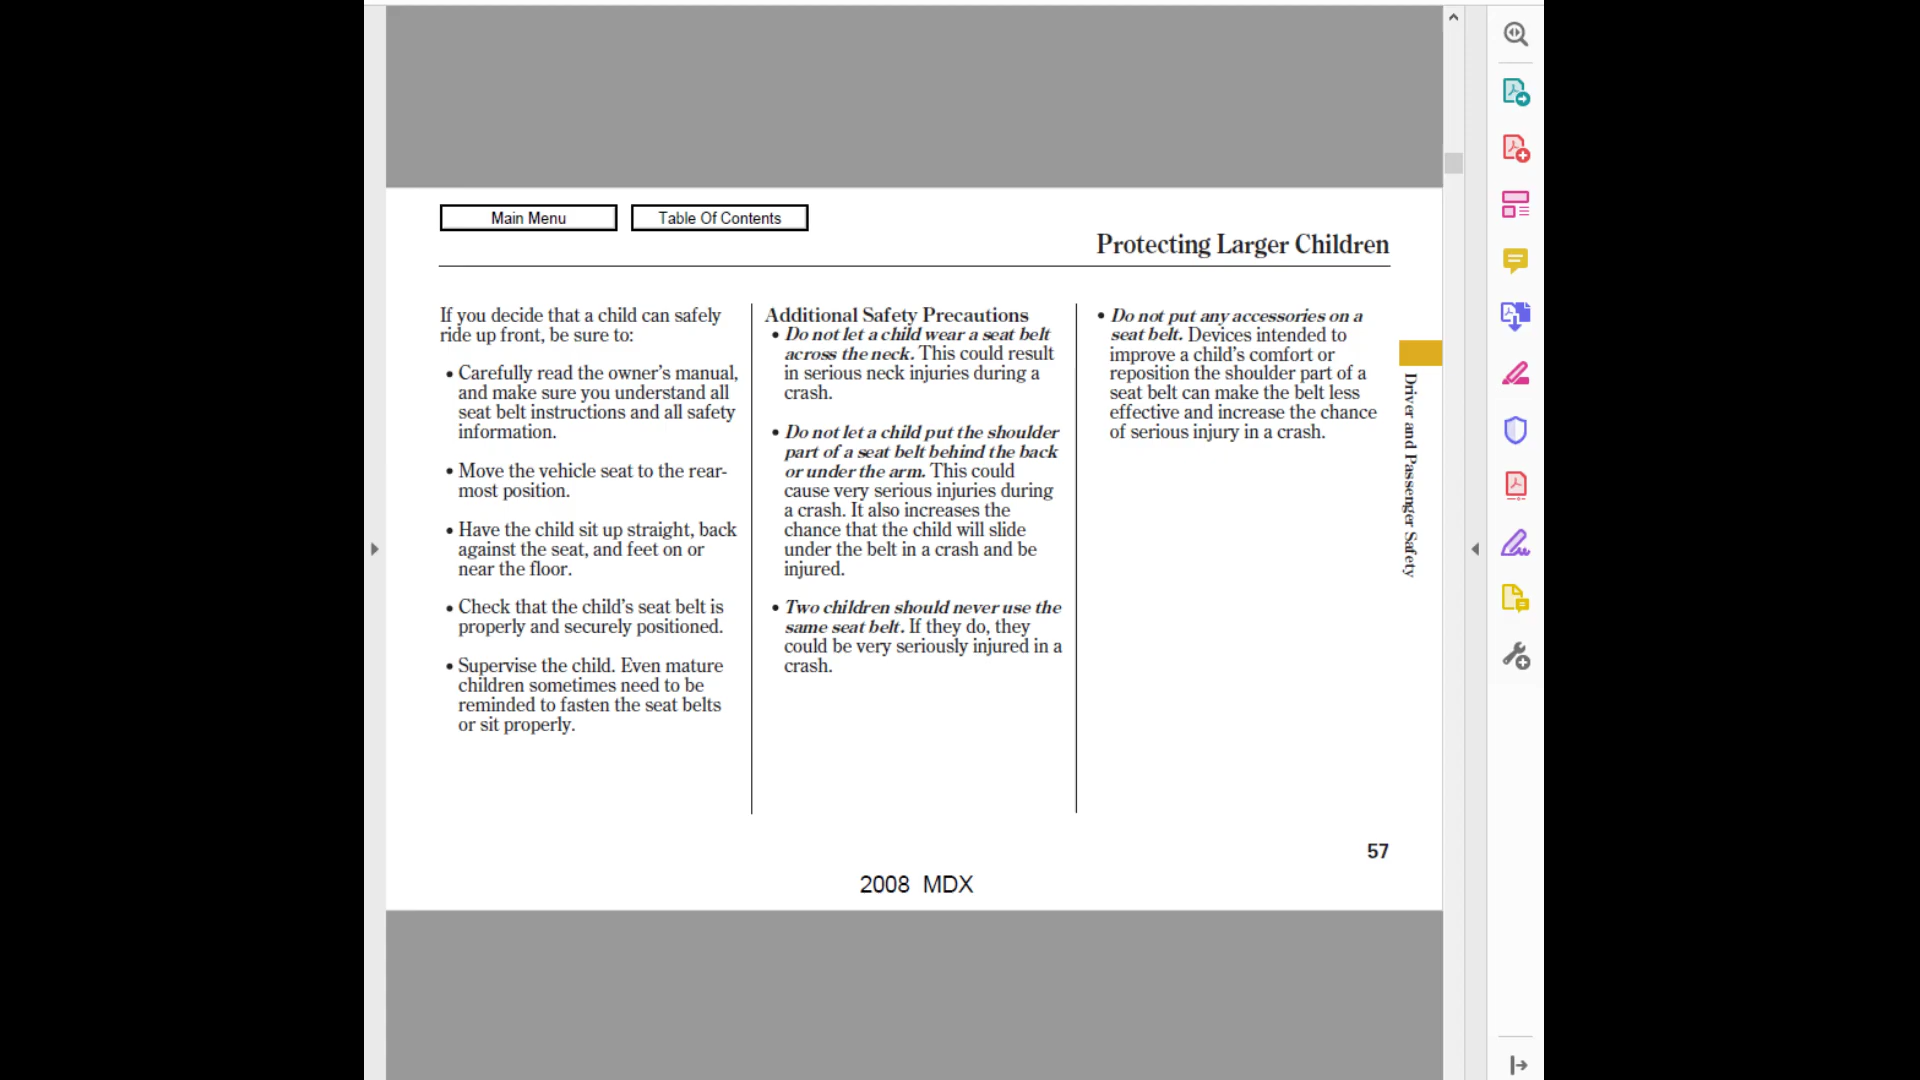 Main Menu
Table Of Contents
Protecting Larger Children
If you decide that a child can safely
ride up front, be sure to:
• Carefully read the owner's manual,
and make sure you understand all
seat belt instructions and all safety
information.
• Move the vehicle seat to the rear-
most position.
• Have the child sit up straight, back
against the seat, and feet on or
near the floor.
• Check that the child's seat belt is
properly and securely positioned.
• Supervise the child. Even mature
children sometimes need to be
reminded to fasten the seat belts
or sit properly.
Additional Safety Precautions
• Do not let a child wear a seat belt
across the neck. This could result
in serious neck injuries during a
crash.
• Do not let a child put the shoulder
part of a seat belt behind the back
or under the arm. This could
cause very serious injuries during
a crash. It also increases the
chance that the child will slide
under the belt in a crash and be
injured.
• Two children should never use the
same seat belt. If they do, they
could be very seriously injured in a
crash.
• Do not put any accessories on a
seat belt. Devices intended to
improve a child's comfort or
reposition the shoulder part of a
seat belt can make the belt less
effective and increase the chance
of serious injury in a crash.
Driver and Passenger Safety
57
2008 MDX